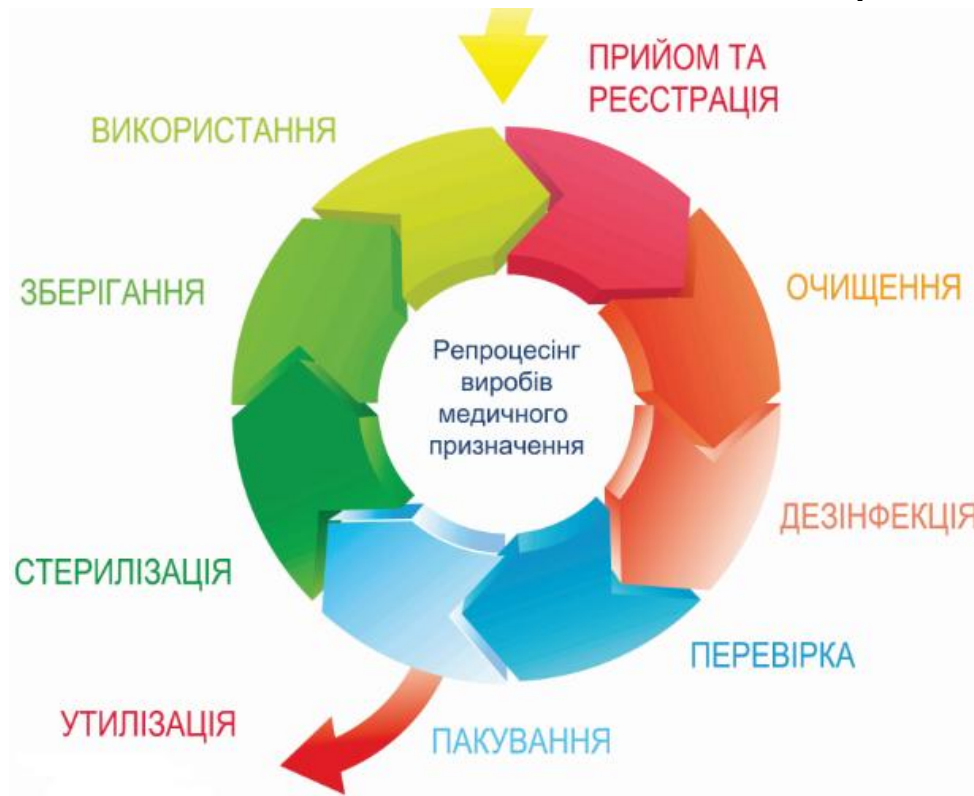 ПРИЙОМ ТА
РЕЄСТРАЦІЯ
ВИКОРИСТАННЯ
ЗБЕРІГАННЯ
ОЧИЩЕННЯ
Репроцесінг
виробів
медичного
призначення
ДЕЗІНФЕКЦІЯ
СТЕРИЛІЗАЦІЯ
ПЕРЕВІРКА
УТИЛІЗАЦІЯ
ПАКУВАННЯ